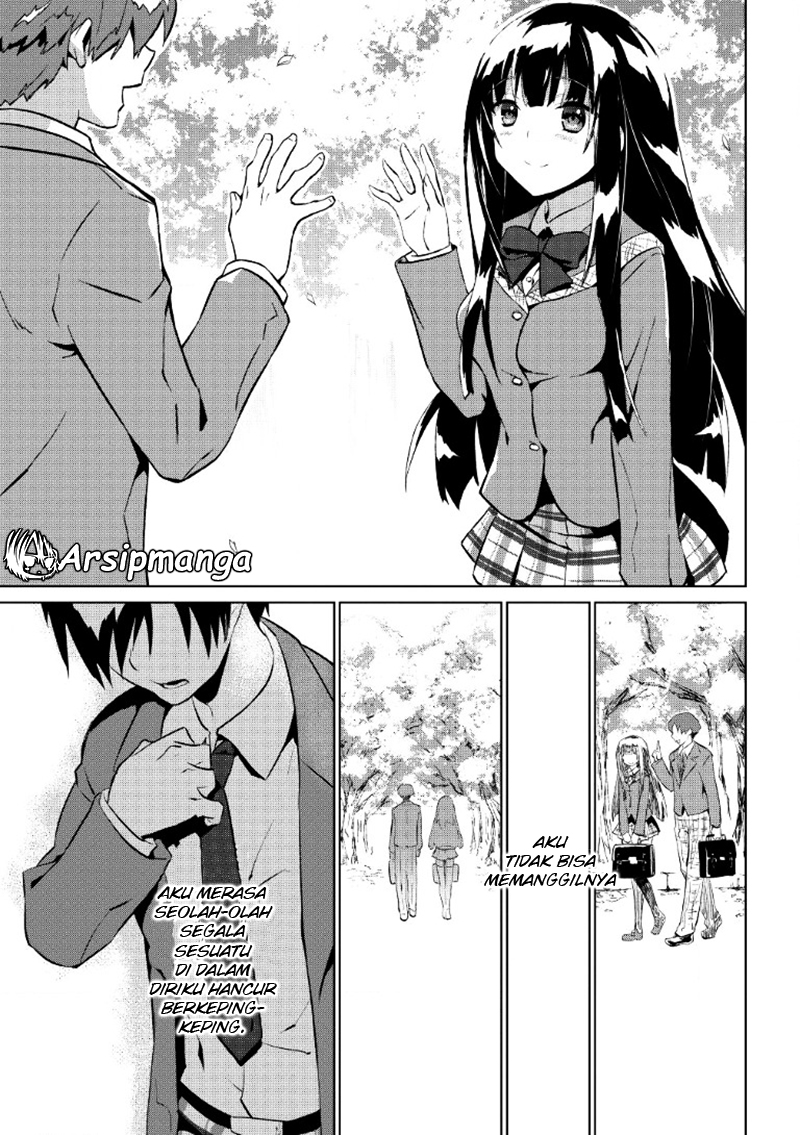 Arsipmanga
AKU
TIDAK BISA
MEMANGGILNYA
AKU MERASA
SEOLAH-OLAH
SEGALA
SESUATU
DI DALAM
DIRIKU HANCUR
BERKEPING-
KEPING.